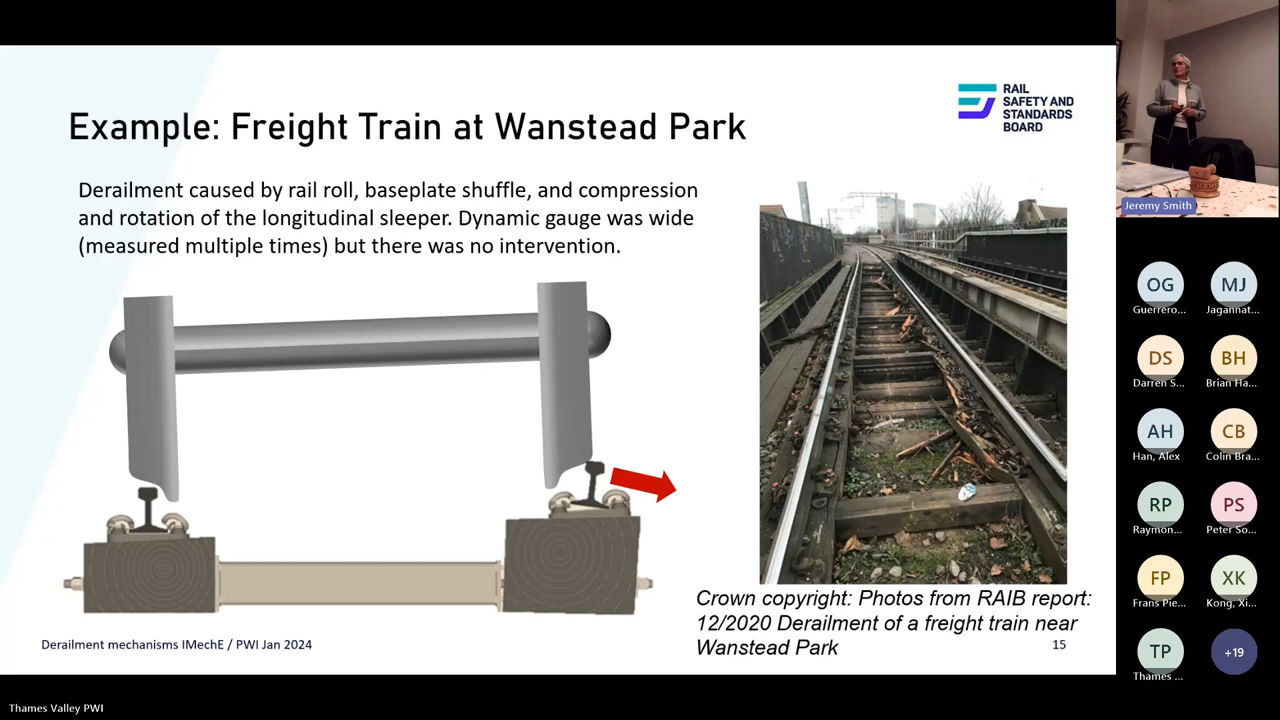 Example: Freight Train at Wanstead Park
RAIL
SAFETY AND
STANDARDS
BOARD
Derailment caused by rail roll, baseplate shuffle, and compression
and rotation of the longitudinal sleeper. Dynamic gauge was wide
(measured multiple times) but there was no intervention.
Crown copyright: Photos from RAIB report:
12/2020 Derailment of a freight train near
Wanstead Park
Derailment mechanisms IMechE / PWI Jan 2024
15
Jeremy Smith
OG
MJ
Guerrero...
Jagannat...
DS
BH
Darren S...
Brian Ha...
AH
CB
Han, Alex
Colin Bra...
RP
PS
Raymon...
Peter So...
FP
XK
Frans Pie...
Kong, Xi...
TP
+19
Thames ...
Thames Valley PWI